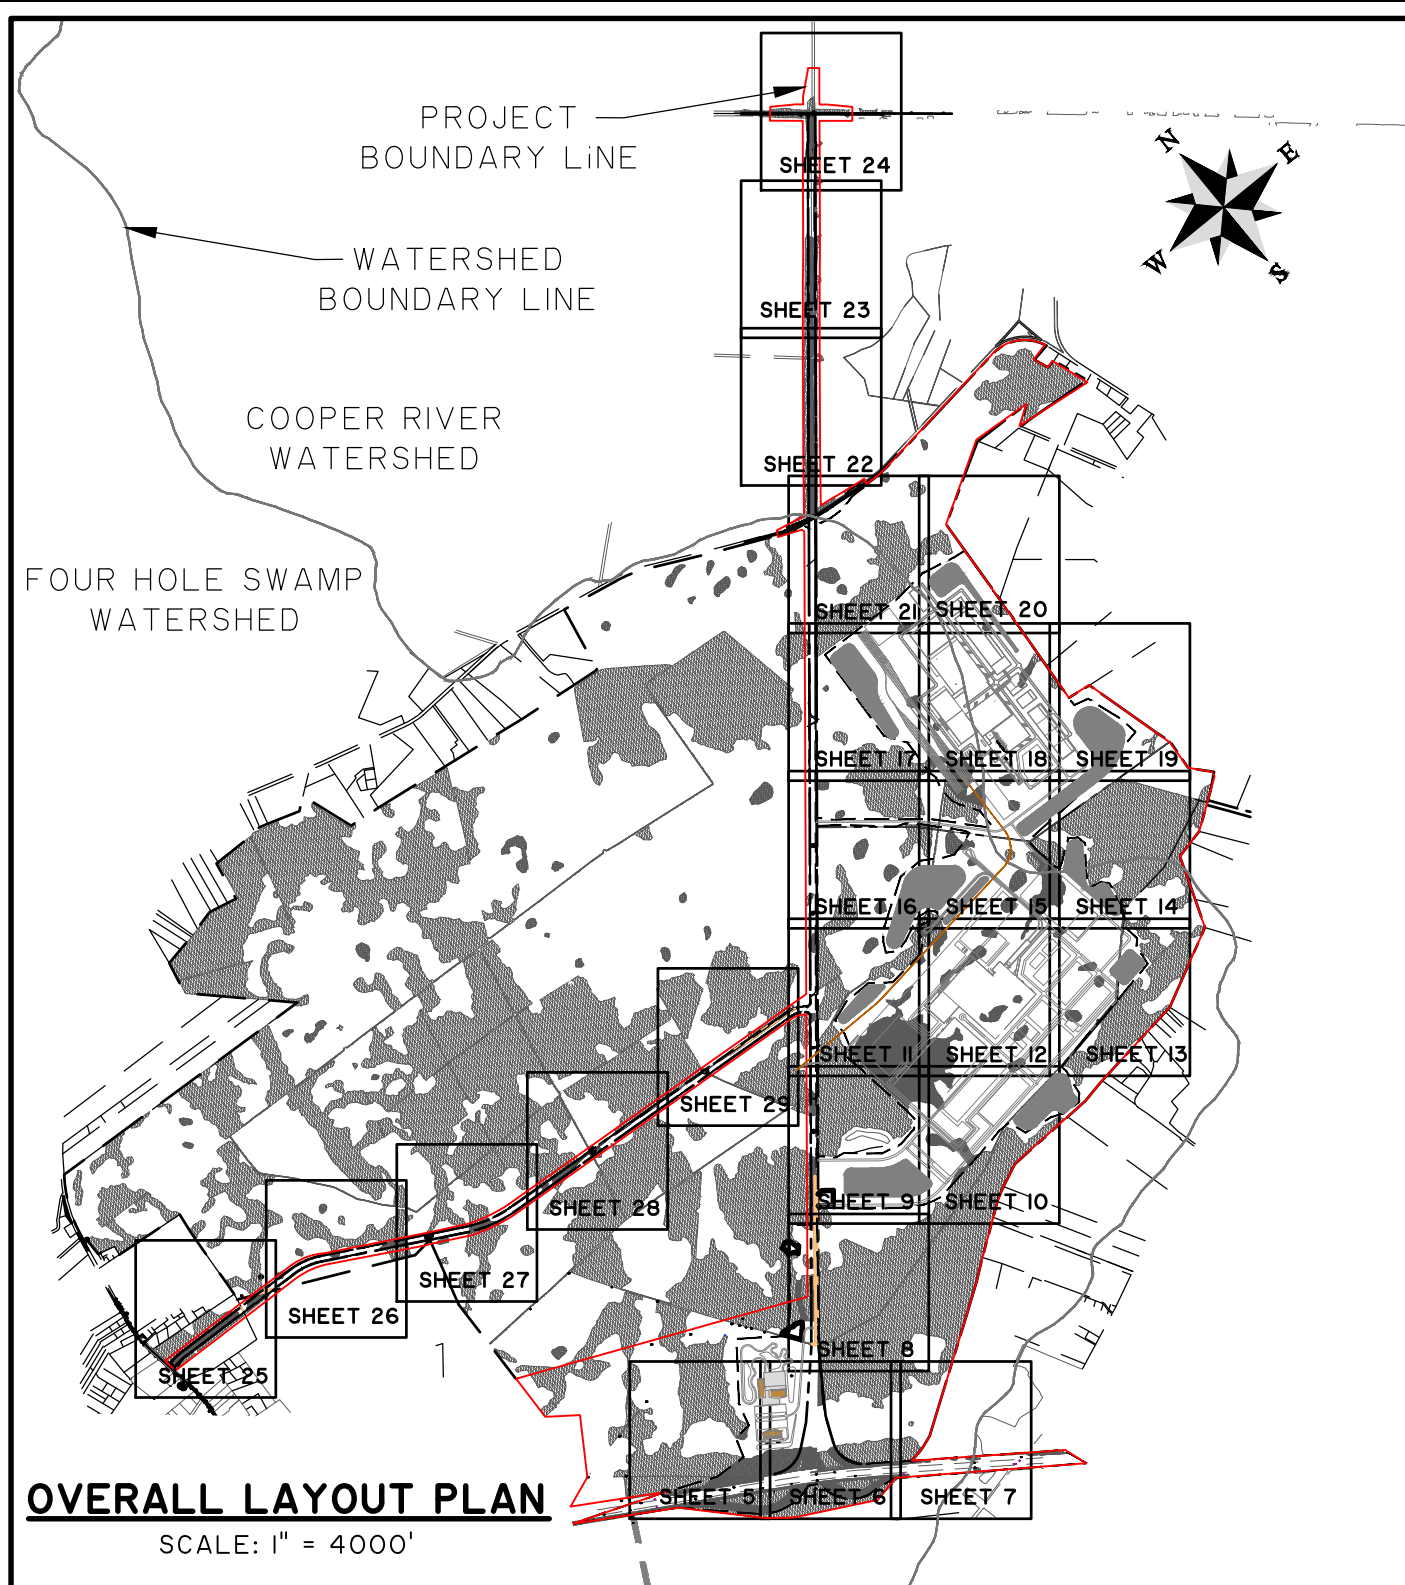 PROJECT
BOUNDARY LiNE
SHEET 24
N
E
W
S
WATERSHED
BOUNDARY LINE
SHEET 23
COOPER RIVER
WATERSHED
SHEET 22
FOUR HOLE SWAMP
WATERSHED
SHEET 21
SHEET 20
SHEET 17
SHEET 18
SHEET 19
SHEET 16
SHEET 15
SHEET 14
SHEET 11
SHEET 12
SHEET 13
SHEET 29
SHEET 28
SHEET 9
SHEET 10
SHEET 27
SHEET 26
SHEET 8
SHEET 25
1
SHEET 5
SHEET 6
SHEET 7
OVERALL LAYOUT PLAN
SCALE: 1" = 4000'